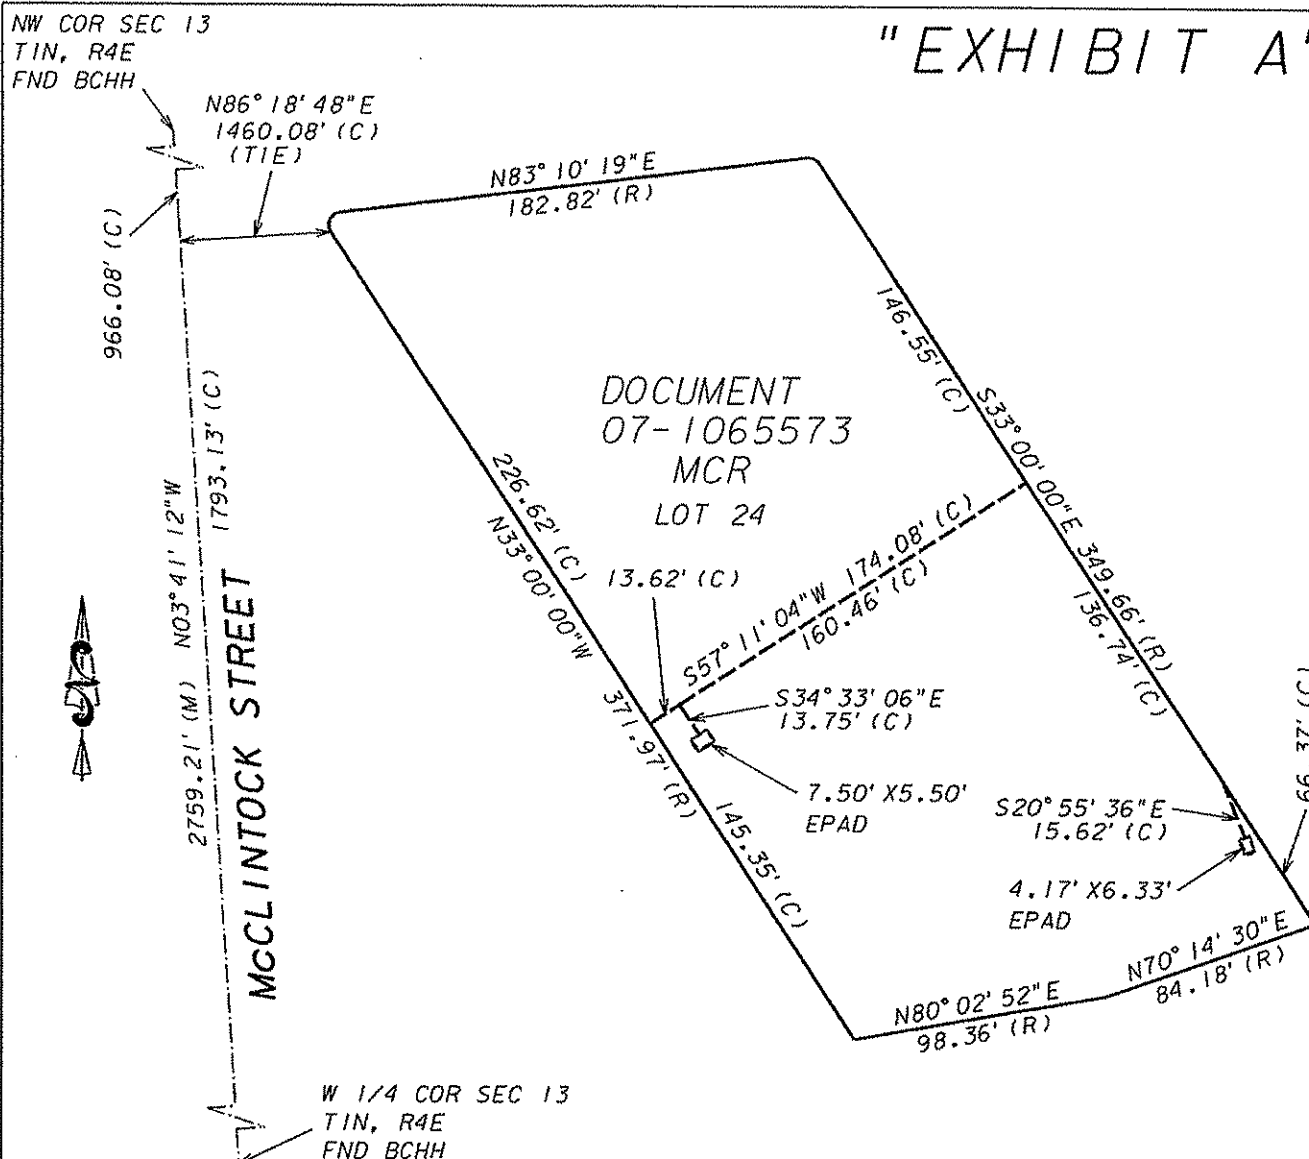 NW COR SEC 13
T1N, R4E
FND BCHH
"EXHIBIT A"
N86°18'48"E
1460.08' (C)
(TIE)
N83°10'19"E
182.82' (R)
966.08' (C)
146.55' (C)
S33°00'00"E 349.66' (R)
136.74' (C)
DOCUMENT
07-1065573
MCR
LOT 24
226.62' (C)
N33°00'00"W 371.97' (R)
145.35' (C)
13.62' (C)
S57°11'04"W 174.08' (C)
160.46' (C)
2759.21' (M) N03°41'12"W 1793.13' (C)
McCLINTOCK STREET
S34°33'06"E
13.75' (C)
7.50' X5.50'
EPAD
S20°55'36"E
15.62' (C)
66.37' (C)
4.17' X6.33'
EPAD
N80°02'52"E
98.36' (R)
N70°14'30"E
84.18' (R)
W 1/4 COR SEC 13
T1N, R4E
FND BCHH